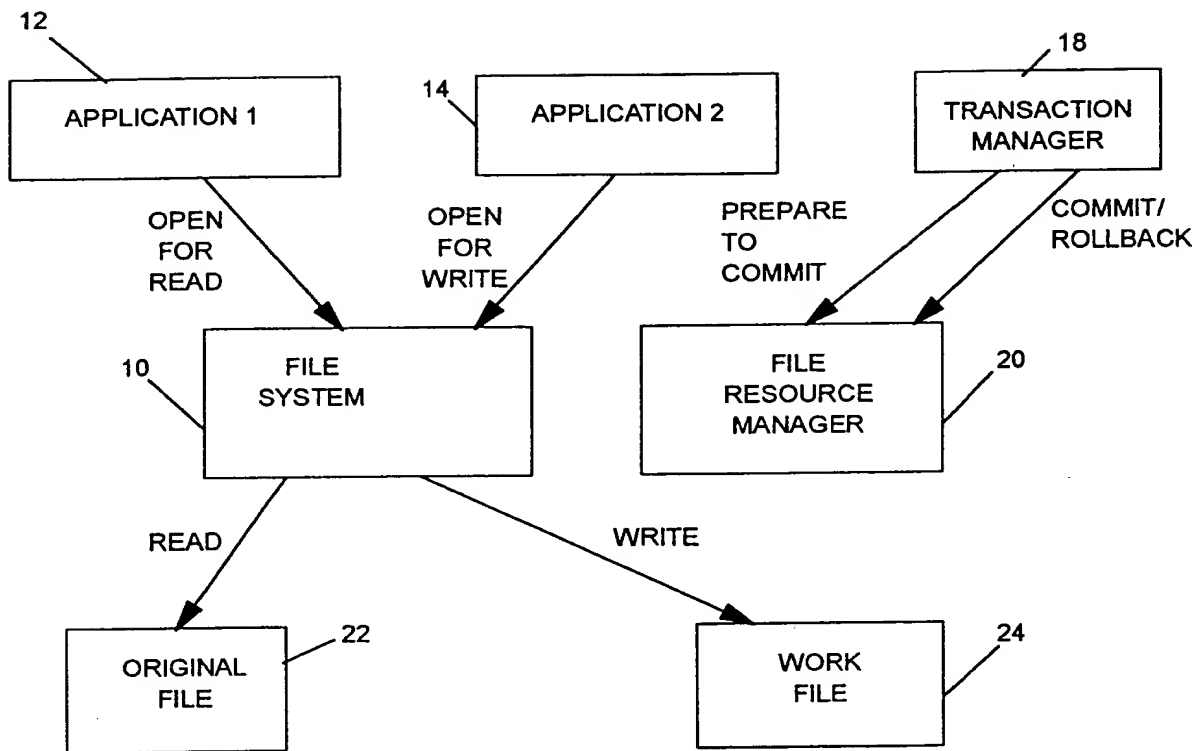 12
APPLICATION 1
14
APPLICATION 2
18
TRANSACTION
MANAGER
OPEN
FOR
READ
OPEN
FOR
WRITE
PREPARE
TO
COMMIT
COMMIT/
ROLLBACK
10
FILE
SYSTEM
FILE
RESOURCE
MANAGER
20
READ
WRITE
ORIGINAL
FILE
22
WORK
FILE
24